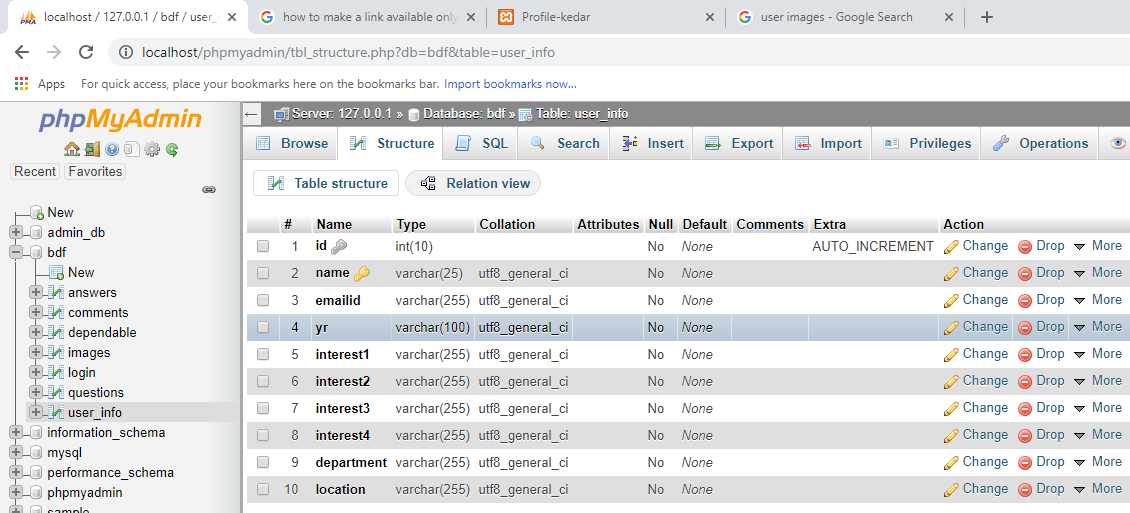 localhost / 127.0.0.1 / bdf / user_
how to make a link available only
Profile-kedar
user images - Google Search
localhost/phpmyadmin/tbl_structure.php?db=bdf&table=user_info
Apps For quick access, place your bookmarks here on the bookmarks bar. Import bookmarks now...
phpMyAdmin
Recent Favorites
New
admin_db
bdf
New
answers
comments
dependable
images
login
questions
user_info
information_schema
mysql
performance_schema
phpmyadmin
sample
Server: 127.0.0.1 » Database: bdf » Table: user_info
Browse Structure SQL Search Insert Export Import Privileges Operations
Table structure Relation view
# Name Type Collation Attributes Null Default Comments Extra Action
1 id int(10) No None AUTO_INCREMENT Change Drop More
2 name varchar(25) utf8_general_ci No None Change Drop More
3 emailid varchar(255) utf8_general_ci No None Change Drop More
4 yr varchar(100) utf8_general_ci No None Change Drop More
5 interest1 varchar(255) utf8_general_ci No None Change Drop More
6 interest2 varchar(255) utf8_general_ci No None Change Drop More
7 interest3 varchar(255) utf8_general_ci No None Change Drop More
8 interest4 varchar(255) utf8_general_ci No None Change Drop More
9 department varchar(255) utf8_general_ci No None Change Drop More
10 location varchar(255) utf8_general_ci No None Change Drop More